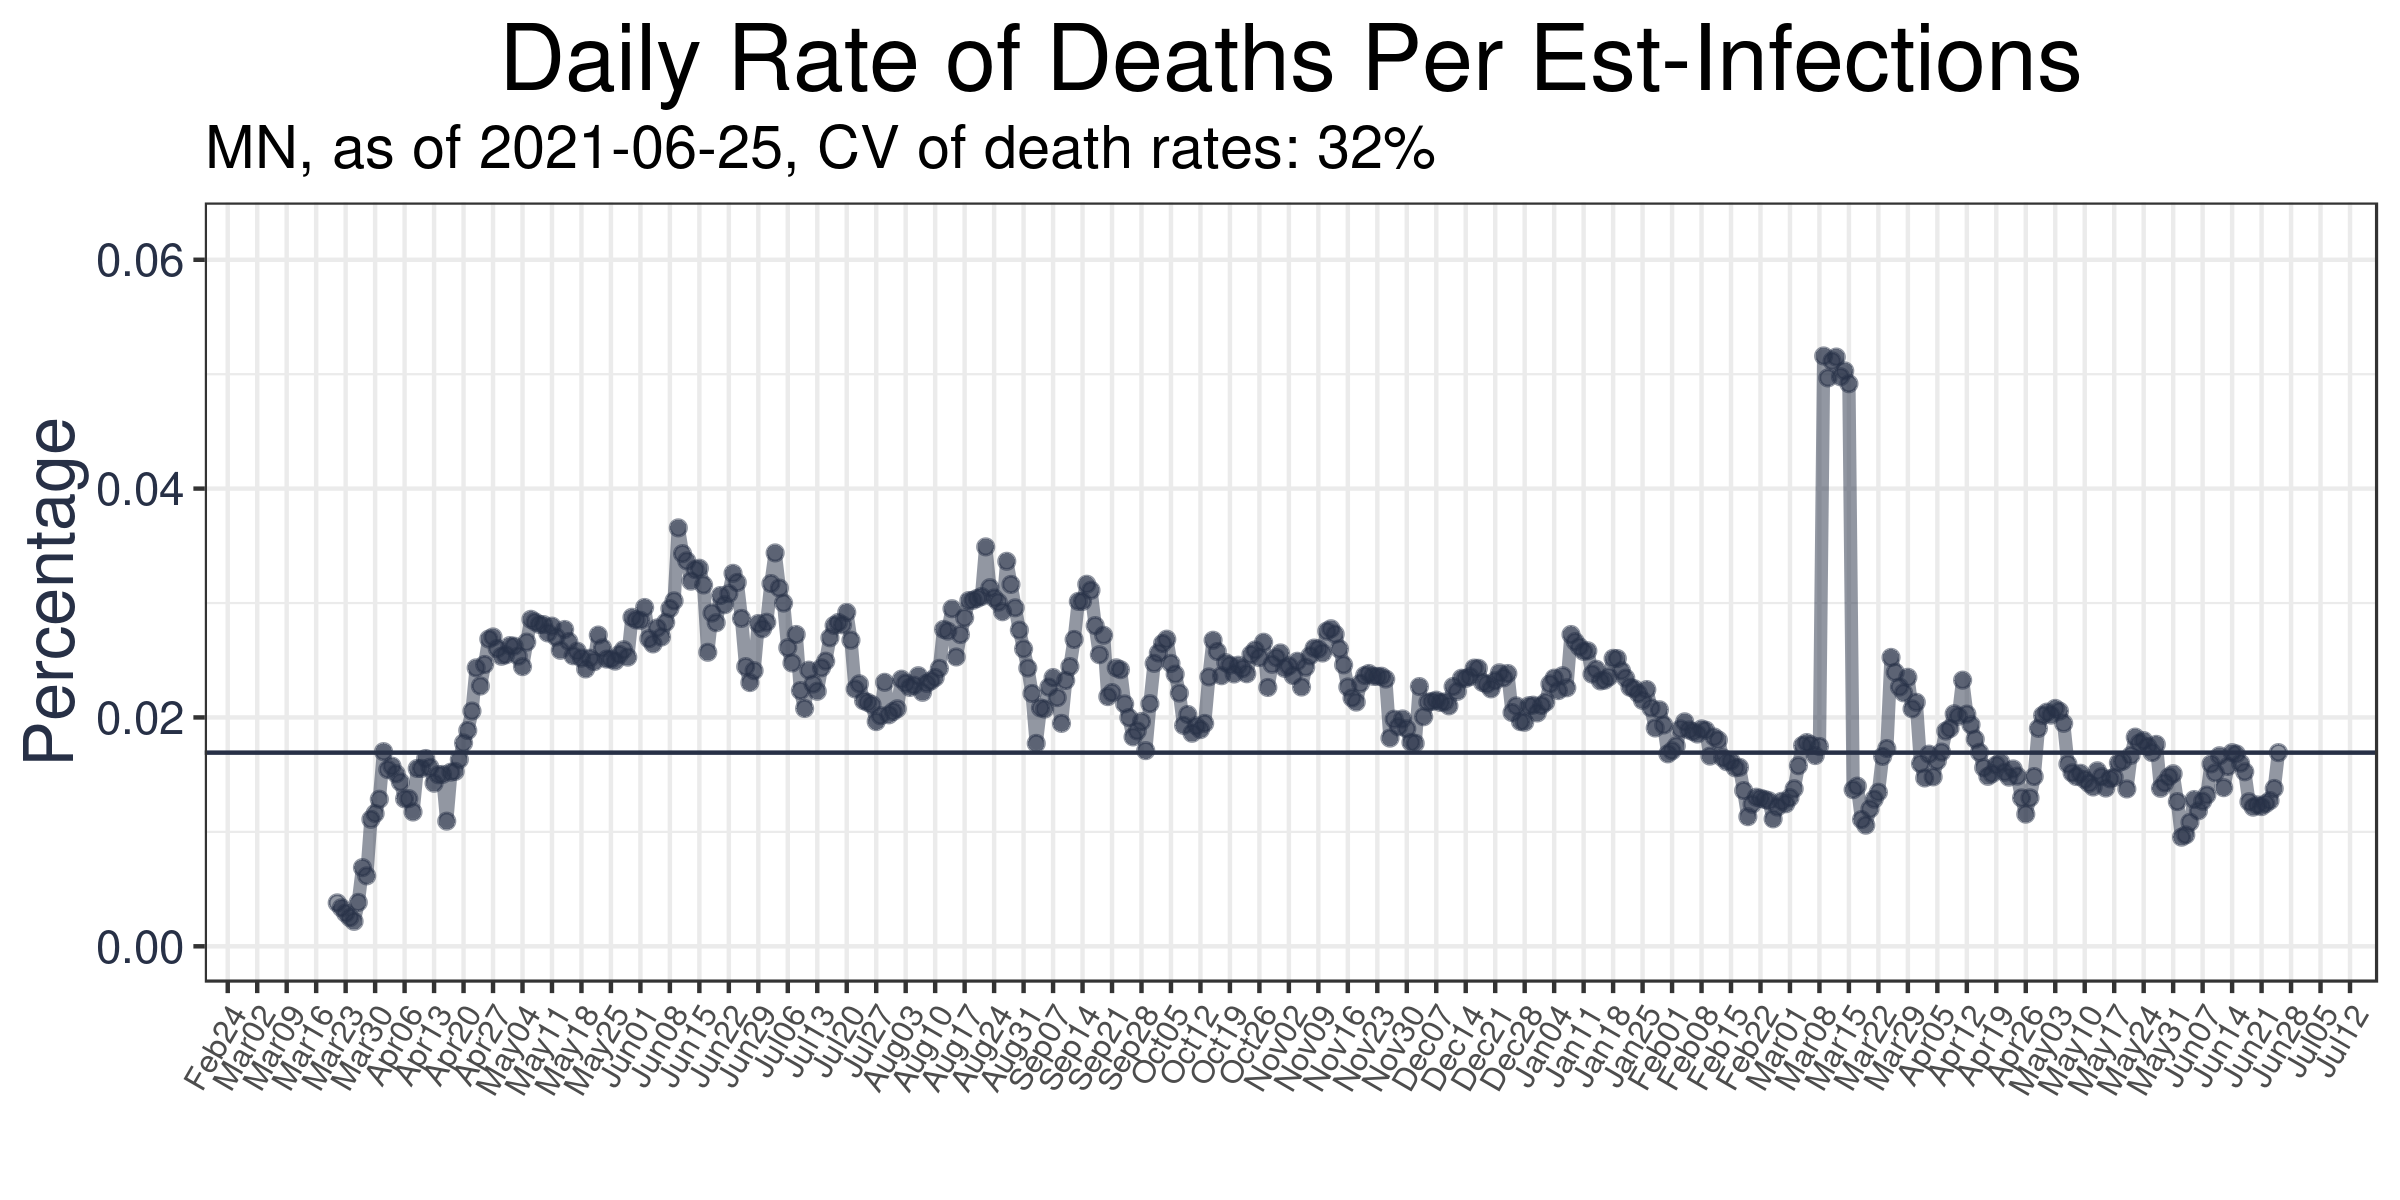 Daily Rate of Deaths Per Est-Infections
MN, as of 2021-06-25, CV of death rates: 32%
Percentage
0.06
0.04
0.02
0.00
Feb24
Mar02
Mar09
Mar16
Mar23
Mar30
Apr06
Apr13
Apr20
Apr27
May04
May11
May18
May25
Jun01
Jun08
Jun15
Jun22
Jun29
Jul06
Jul13
Jul20
Jul27
Aug03
Aug10
Aug17
Aug24
Aug31
Sep07
Sep14
Sep21
Sep28
Oct05
Oct12
Oct19
Oct26
Nov02
Nov09
Nov16
Nov23
Nov30
Dec07
Dec14
Dec21
Dec28
Jan04
Jan11
Jan18
Jan25
Feb01
Feb08
Feb15
Feb22
Mar01
Mar08
Mar15
Mar22
Mar29
Apr05
Apr12
Apr19
Apr26
May03
May10
May17
May24
May31
Jun07
Jun14
Jun21
Jun28
Jul05
Jul12